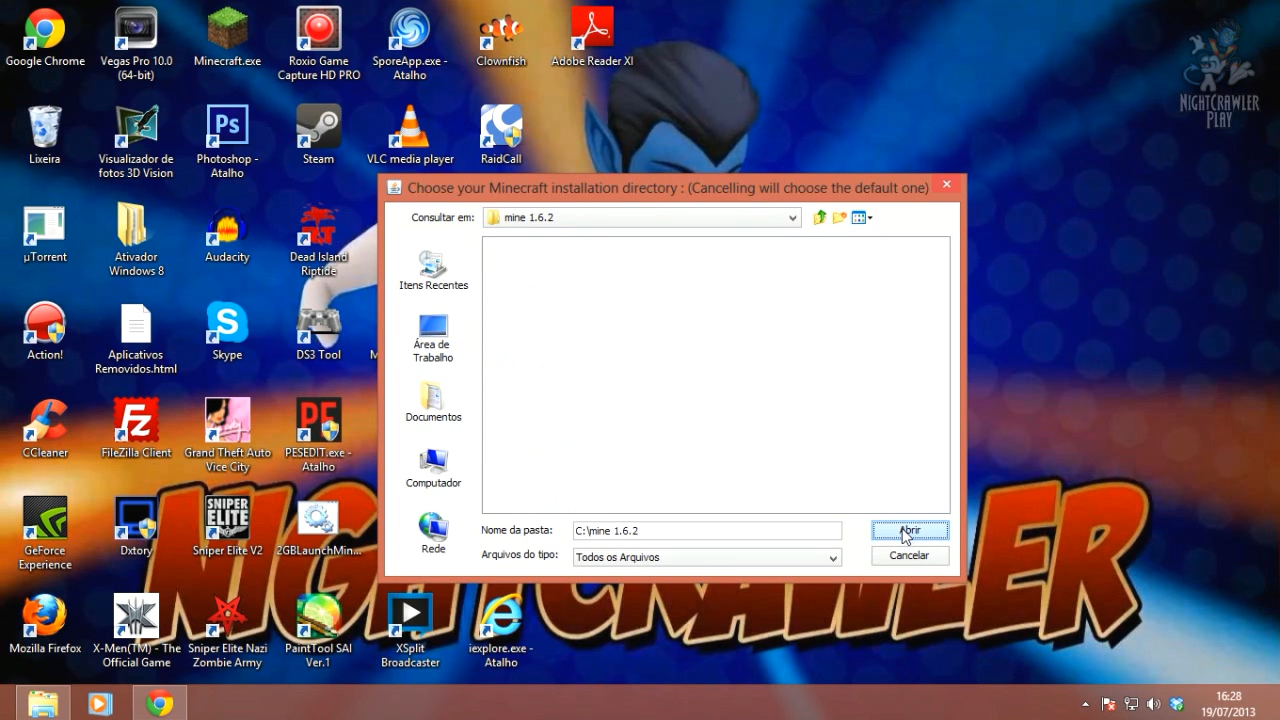 Google Chrome
Vegas Pro 10.0
(64-bit)
Minecraft.exe
Roxio Game
Capture HD PRO
SporeApp.exe -
Atalho
Clownfish
Adobe Reader XI
NIGHTCRAWLER
PLAY
Lixeira
Visualizador de
fotos 3D Vision
Ps
Photoshop -
Atalho
Steam
VLC media player
RaidCall
Choose your Minecraft installation directory : (Cancelling will choose the default one)
Consultar em:
mine 1.6.2
µTorrent
Ativador
Windows 8
Audacity
Dead Island
Riptide
Itens Recentes
Action!
Aplicativos
Removidos.html
Skype
DS3 Tool
M
Área de
Trabalho
Documentos
CCleaner
FileZilla Client
Grand Theft Auto
Vice City
PESEDIT.exe -
Atalho
Computador
SNIPER
ELITE
GeForce
Experience
Dxtory
Sniper Elite V2
2GBLaunchMin...
Rede
Nome da pasta:
C:\mine 1.6.2
Abrir
Arquivos do tipo:
Todos os Arquivos
Cancelar
NIGHTCRAWLER
Mozilla Firefox
X-Men(TM) - The
Official Game
Sniper Elite Nazi
Zombie Army
PaintTool SAI
Ver.1
XSplit
Broadcaster
iexplore.exe -
Atalho
16:28
19/07/2013